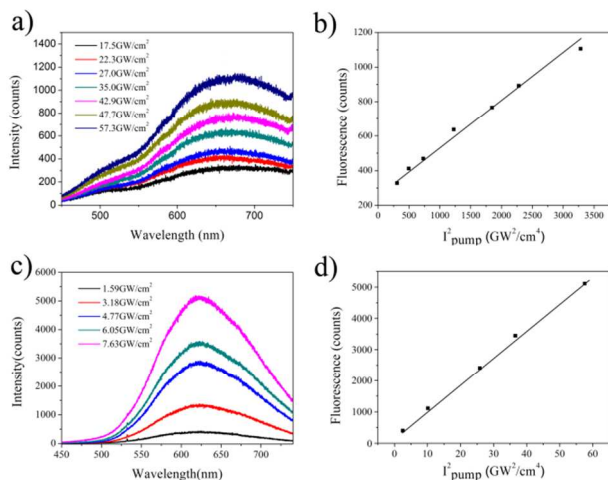 a)
17.5GW/cm²
22.3GW/cm²
27.0GW/cm²
35.0GW/cm²
42.9GW/cm²
47.7GW/cm²
57.3GW/cm²
Intensity (counts)
0
200
400
600
800
1000
1200
1400
500
600
700
Wavelength (nm)
b)
Fluorescence (counts)
200
400
600
800
1000
1200
0
500
1000
1500
2000
2500
3000
3500
I²pump (GW²/cm⁴)
c)
1.59GW/cm²
3.18GW/cm²
4.77GW/cm²
6.05GW/cm²
7.63GW/cm²
Intensity(counts)
0
1000
2000
3000
4000
5000
6000
450
500
550
600
650
700
Wavelength(nm)
d)
Fluorescence (counts)
0
1000
2000
3000
4000
5000
0
10
20
30
40
50
60
I²pump (GW²/cm⁴)